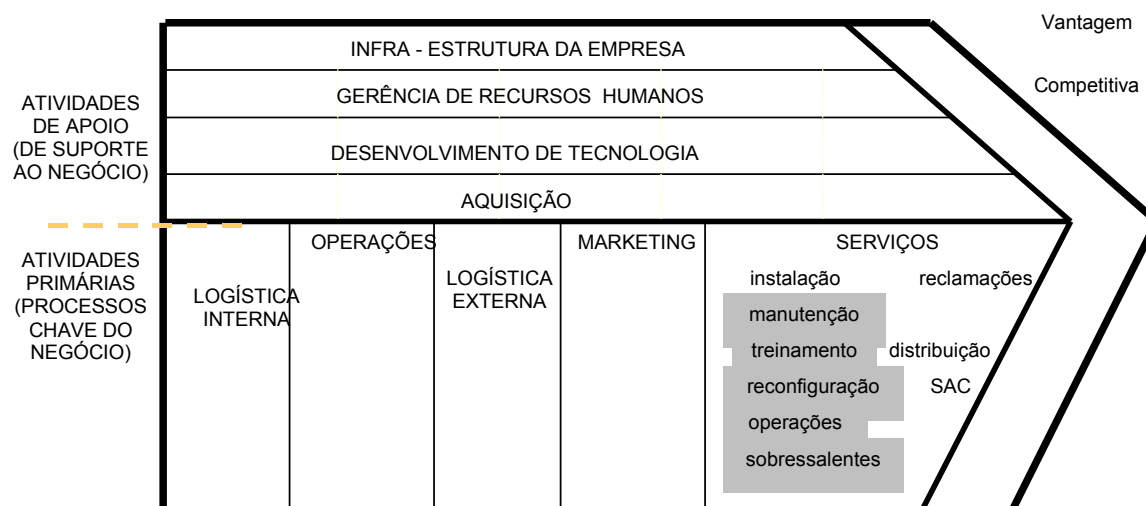 Vantagem
Competitiva
ATIVIDADES
DE APOIO
(DE SUPORTE
AO NEGÓCIO)
INFRA - ESTRUTURA DA EMPRESA
GERÊNCIA DE RECURSOS HUMANOS
DESENVOLVIMENTO DE TECNOLOGIA
AQUISIÇÃO
ATIVIDADES
PRIMÁRIAS
(PROCESSOS
CHAVE DO
NEGÓCIO)
LOGÍSTICA
INTERNA
OPERAÇÕES
LOGÍSTICA
EXTERNA
MARKETING
SERVIÇOS
instalação reclamações
manutenção
treinamento distribuição
reconfiguração SAC
operações
sobressalentes